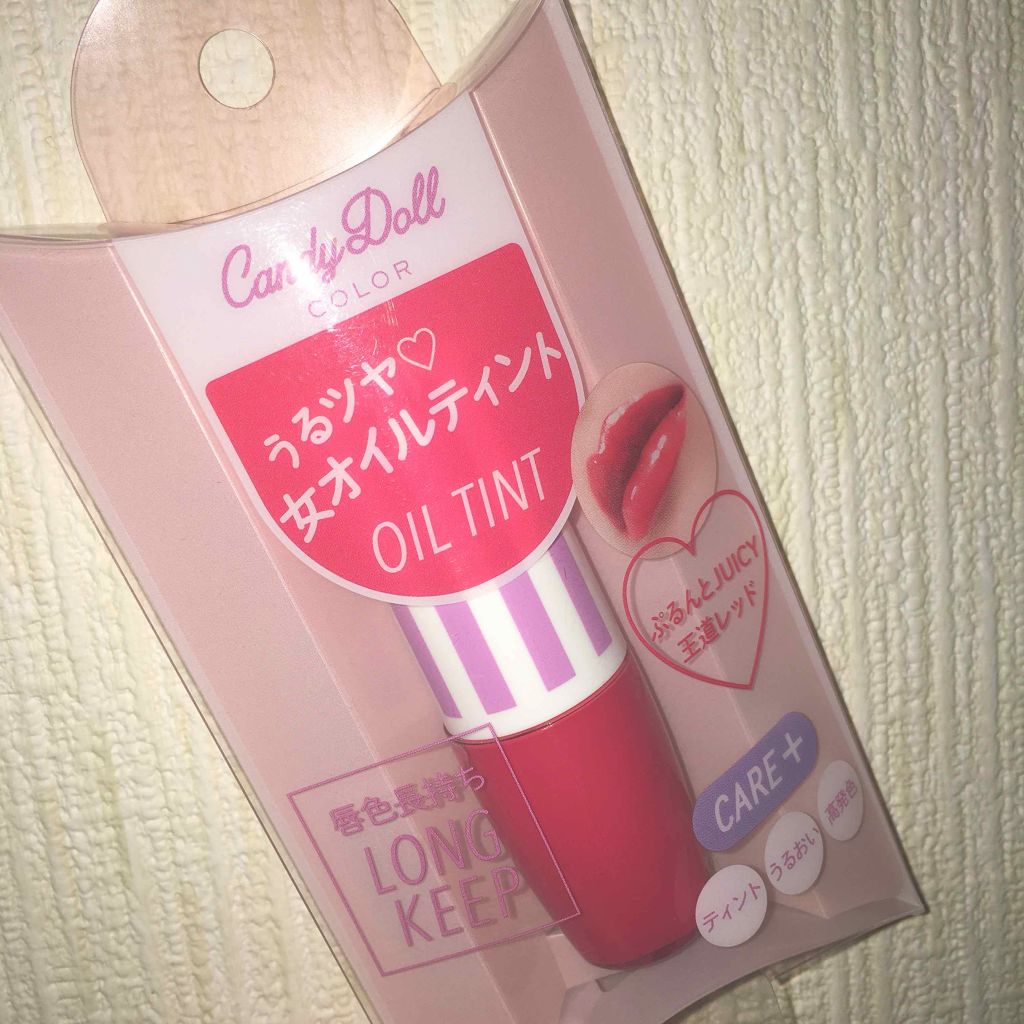 Candy Doll
COLOR
うるツヤ♡
女オイルティント
OIL TINT
ぷるんとJUICY
王道レッド
CARE+
ティント
うるおい
高発色
唇色長持ち
LONG
KEEP